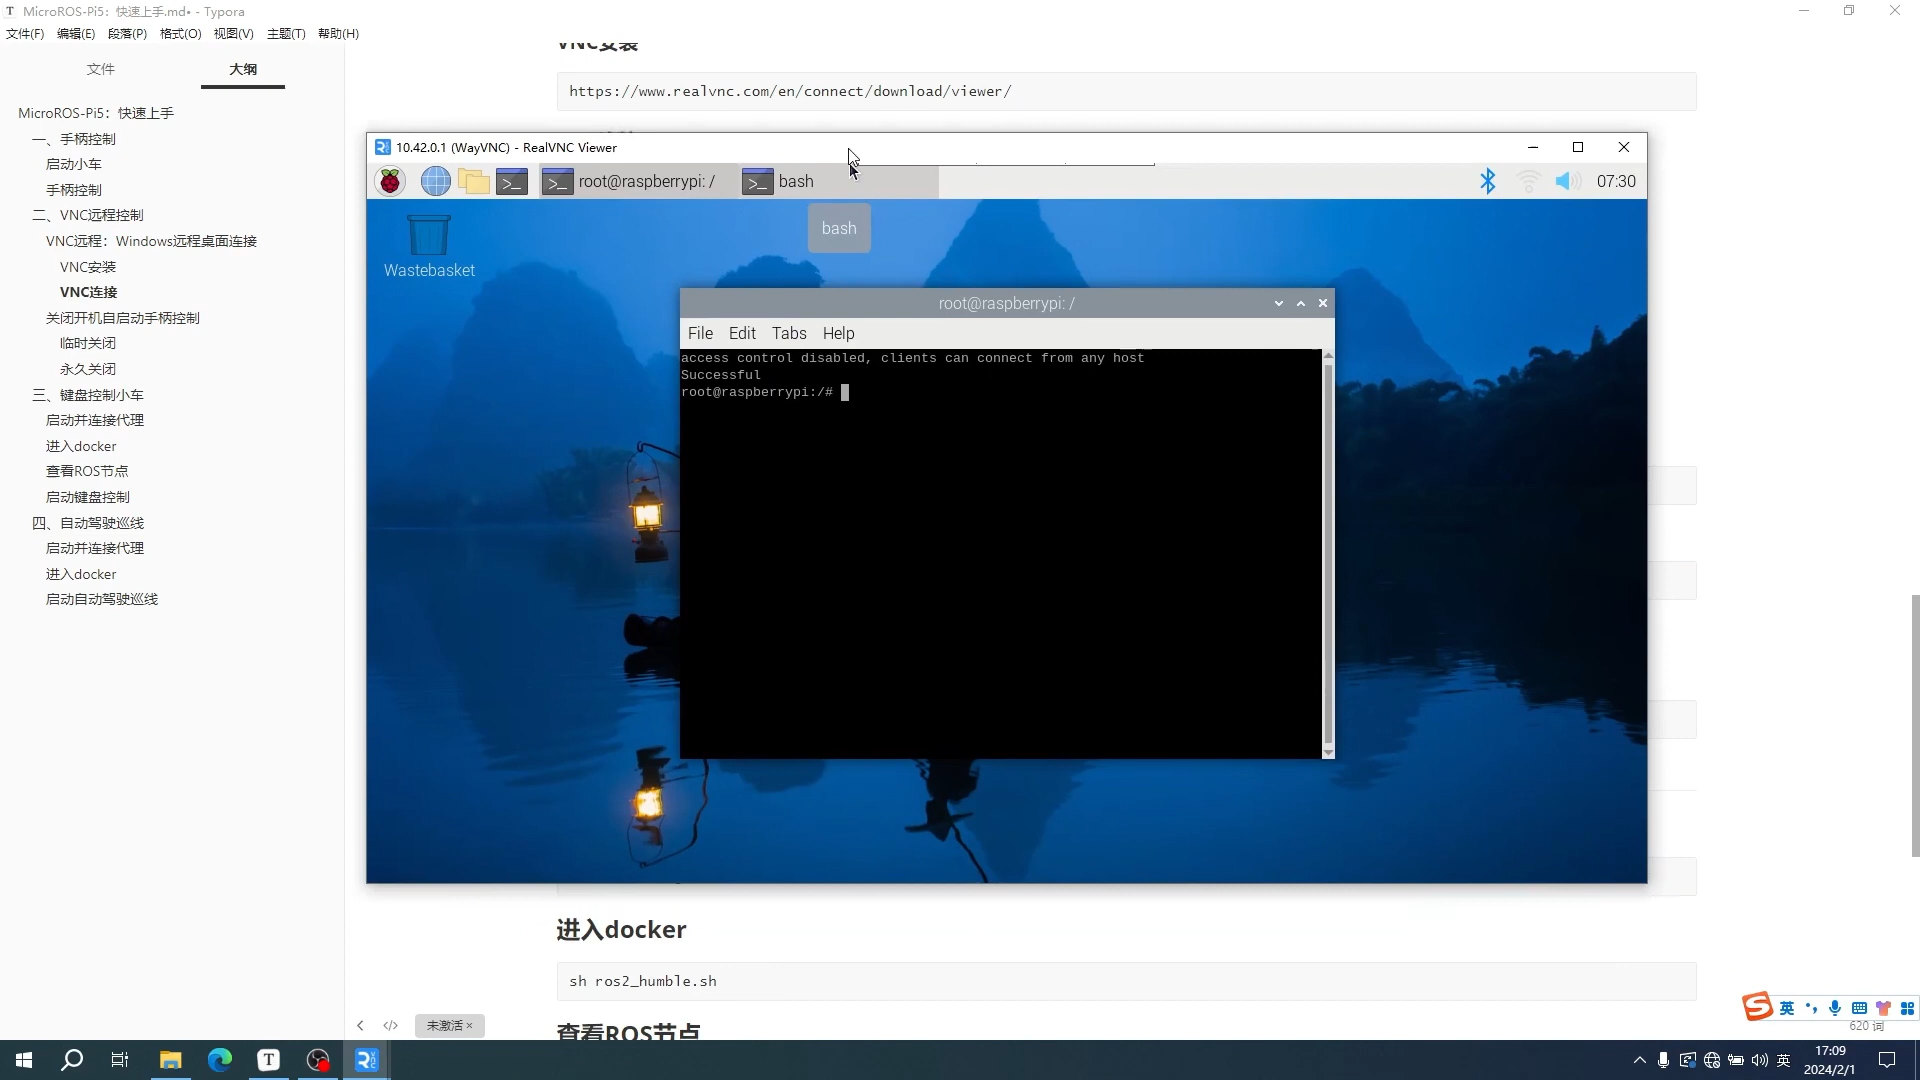 MicroROS-Pi5：快速上手.md• - Typora
文件(F) 编辑(E) 段落(P) 格式(O) 视图(V) 主题(T) 帮助(H)
文件 大纲
MicroROS-Pi5：快速上手
一、手柄控制
启动小车
手柄控制
二、VNC远程控制
VNC远程：Windows远程桌面连接
VNC安装
VNC连接
关闭开机自启动手柄控制
临时关闭
永久关闭
三、键盘控制小车
启动并连接代理
进入docker
查看ROS节点
启动键盘控制
四、自动驾驶巡线
启动并连接代理
进入docker
启动自动驾驶巡线
VNC安装
https://www.realvnc.com/en/connect/download/viewer/
10.42.0.1 (WayVNC) - RealVNC Viewer
root@raspberrypi: / bash 07:30
bash
Wastebasket
root@raspberrypi: /
File Edit Tabs Help
access control disabled, clients can connect from any host
Successful
root@raspberrypi:/#
进入docker
sh ros2_humble.sh
查看ROS节点
未激活 ×
英
620 词
英 17:09
2024/2/1